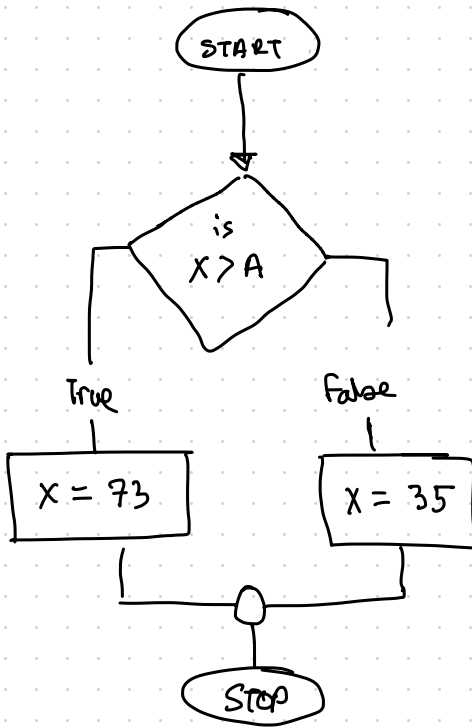 START
is
X > A
True
False
X = 73
X = 35
STOP